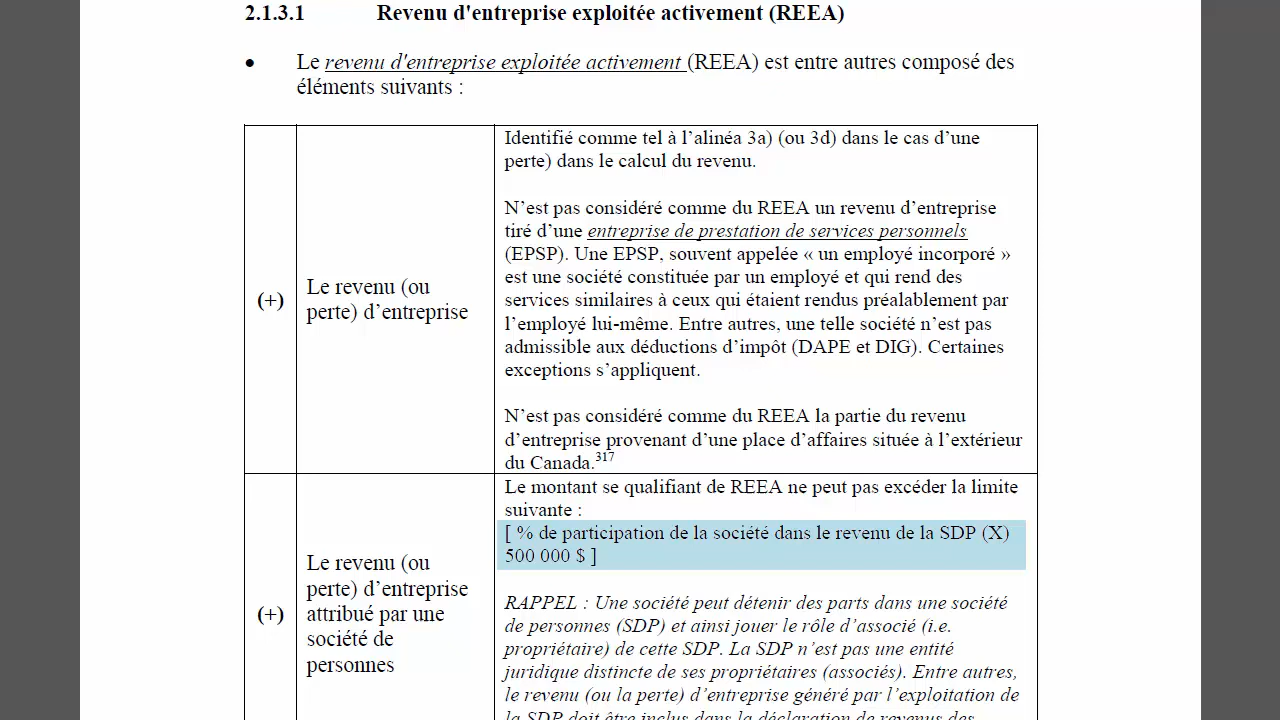 2.1.3.1 Revenu d'entreprise exploitée activement (REEA)
• Le revenu d'entreprise exploitée activement (REEA) est entre autres composé des
éléments suivants :
(+)
Le revenu (ou
perte) d’entreprise
Identifié comme tel à l’alinéa 3a) (ou 3d) dans le cas d’une
perte) dans le calcul du revenu.
N’est pas considéré comme du REEA un revenu d’entreprise
tiré d’une entreprise de prestation de services personnels
(EPSP). Une EPSP, souvent appelée « un employé incorporé »
est une société constituée par un employé et qui rend des
services similaires à ceux qui étaient rendus préalablement par
l’employé lui-même. Entre autres, une telle société n’est pas
admissible aux déductions d’impôt (DAPE et DIG). Certaines
exceptions s’appliquent.
N’est pas considéré comme du REEA la partie du revenu
d’entreprise provenant d’une place d’affaires située à l’extérieur
du Canada.317
(+)
Le revenu (ou
perte) d’entreprise
attribué par une
société de
personnes
Le montant se qualifiant de REEA ne peut pas excéder la limite
suivante :
[ % de participation de la société dans le revenu de la SDP (X)
500 000 $ ]
RAPPEL : Une société peut détenir des parts dans une société
de personnes (SDP) et ainsi jouer le rôle d’associé (i.e.
propriétaire) de cette SDP. La SDP n’est pas une entité
juridique distincte de ses propriétaires (associés). Entre autres,
le revenu (ou la perte) d’entreprise généré par l’exploitation de
la SDP doit être inclus dans la déclaration de revenus des